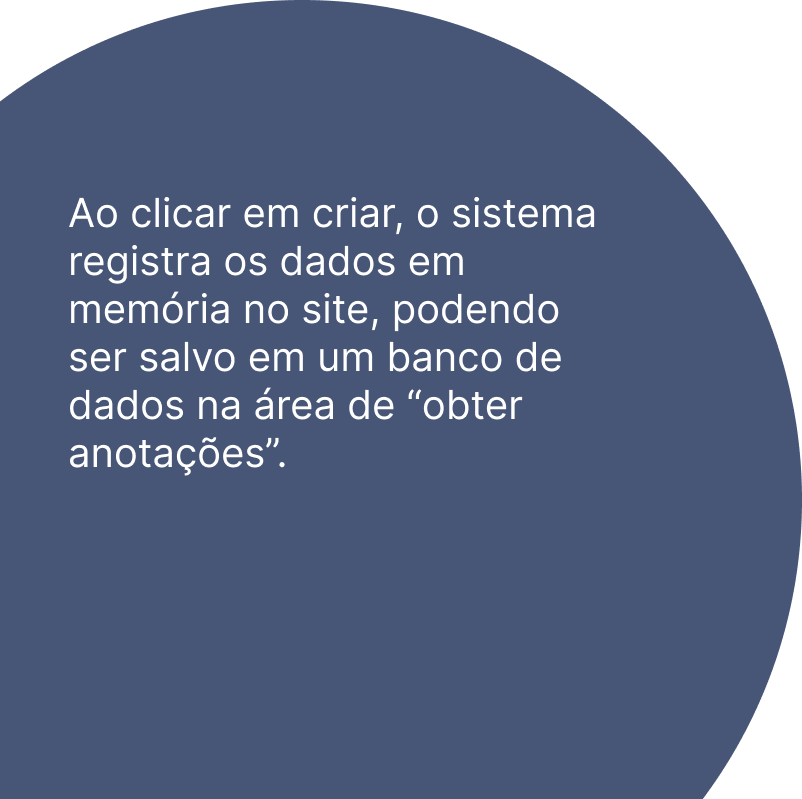 Ao clicar em criar, o sistema
registra os dados em
memória no site, podendo
ser salvo em um banco de
dados na área de “obter
anotações”.